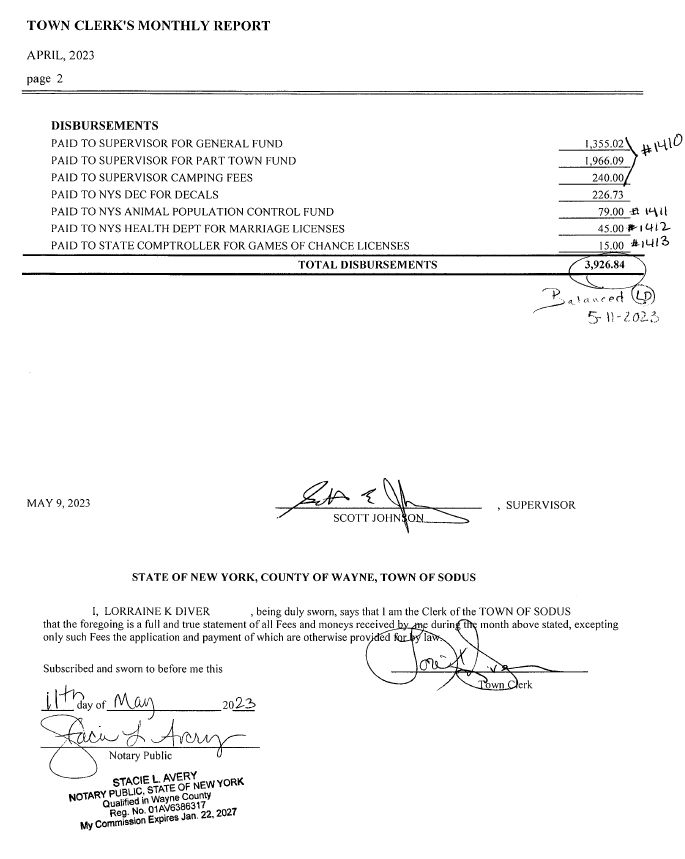 TOWN CLERK'S MONTHLY REPORT
APRIL, 2023
page 2
DISBURSEMENTS
PAID TO SUPERVISOR FOR GENERAL FUND 1,355.02
PAID TO SUPERVISOR FOR PART TOWN FUND 1,966.09 #1410
PAID TO SUPERVISOR CAMPING FEES 240.00
PAID TO NYS DEC FOR DECALS 226.73
PAID TO NYS ANIMAL POPULATION CONTROL FUND 79.00 #1411
PAID TO NYS HEALTH DEPT FOR MARRIAGE LICENSES 45.00 #1412
PAID TO STATE COMPTROLLER FOR GAMES OF CHANCE LICENSES 15.00 #1413
TOTAL DISBURSEMENTS 3,926.84
Balanced LD
5-11-2023
MAY 9, 2023 , SUPERVISOR
SCOTT JOHNSON
STATE OF NEW YORK, COUNTY OF WAYNE, TOWN OF SODUS
I, LORRAINE K DIVER , being duly sworn, says that I am the Clerk of the TOWN OF SODUS
that the foregoing is a full and true statement of all Fees and moneys received by me during the month above stated, excepting
only such Fees the application and payment of which are otherwise provided for by law.
Subscribed and sworn to before me this
Town Clerk
11th day of May 2023
Stacie L Avery
Notary Public
STACIE L. AVERY
NOTARY PUBLIC, STATE OF NEW YORK
Qualified in Wayne County
Reg. No. 01AV6386317
My Commission Expires Jan. 22, 2027